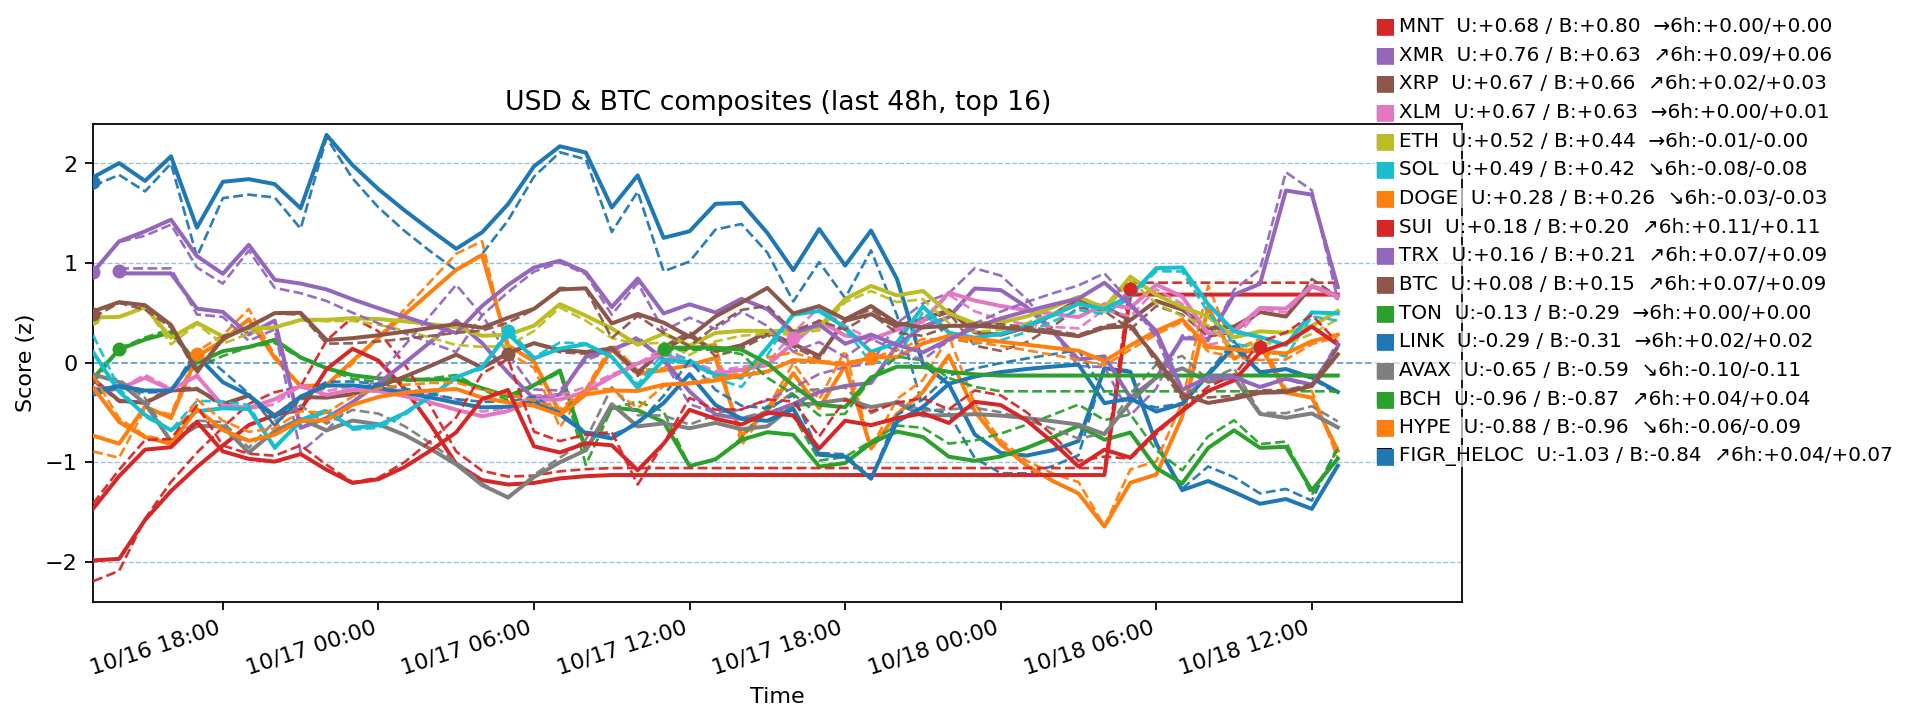 MNT U:+0.68 / B:+0.80 →6h:+0.00/+0.00
XMR U:+0.76 / B:+0.63 ↗6h:+0.09/+0.06
XRP U:+0.67 / B:+0.66 ↗6h:+0.02/+0.03
XLM U:+0.67 / B:+0.63 →6h:+0.00/+0.01
ETH U:+0.52 / B:+0.44 →6h:-0.01/-0.00
SOL U:+0.49 / B:+0.42 ↘6h:-0.08/-0.08
DOGE U:+0.28 / B:+0.26 ↘6h:-0.03/-0.03
SUI U:+0.18 / B:+0.20 ↗6h:+0.11/+0.11
TRX U:+0.16 / B:+0.21 ↗6h:+0.07/+0.09
BTC U:+0.08 / B:+0.15 ↗6h:+0.07/+0.09
TON U:-0.13 / B:-0.29 →6h:+0.00/+0.00
LINK U:-0.29 / B:-0.31 →6h:+0.02/+0.02
AVAX U:-0.65 / B:-0.59 ↘6h:-0.10/-0.11
BCH U:-0.96 / B:-0.87 ↗6h:+0.04/+0.04
HYPE U:-0.88 / B:-0.96 ↘6h:-0.06/-0.09
FIGR_HELOC U:-1.03 / B:-0.84 ↗6h:+0.04/+0.07
USD & BTC composites (last 48h, top 16)
Score (z)
2
1
0
−1
−2
10/16 18:00
10/17 00:00
10/17 06:00
10/17 12:00
10/17 18:00
10/18 00:00
10/18 06:00
10/18 12:00
Time